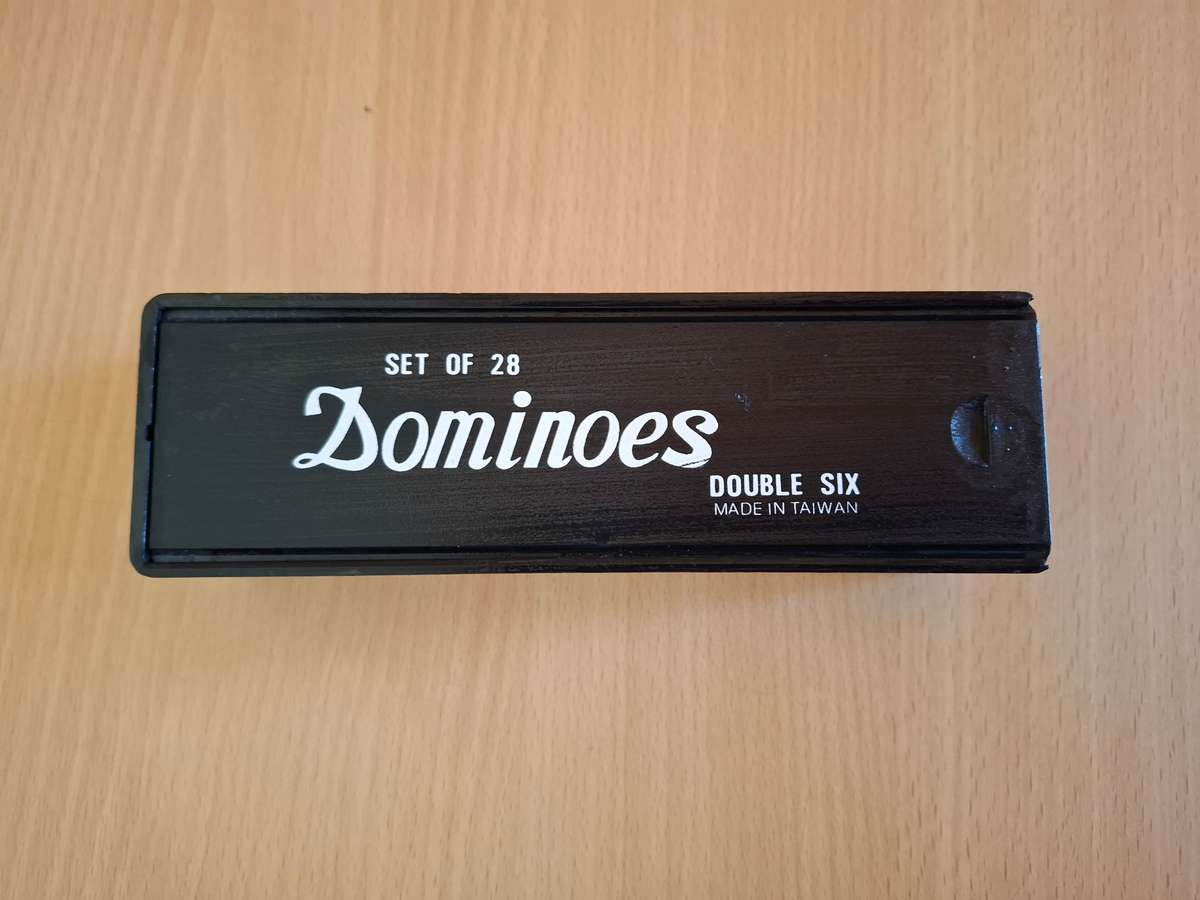 SET OF 28
Dominoes
DOUBLE SIX
MADE IN TAIWAN